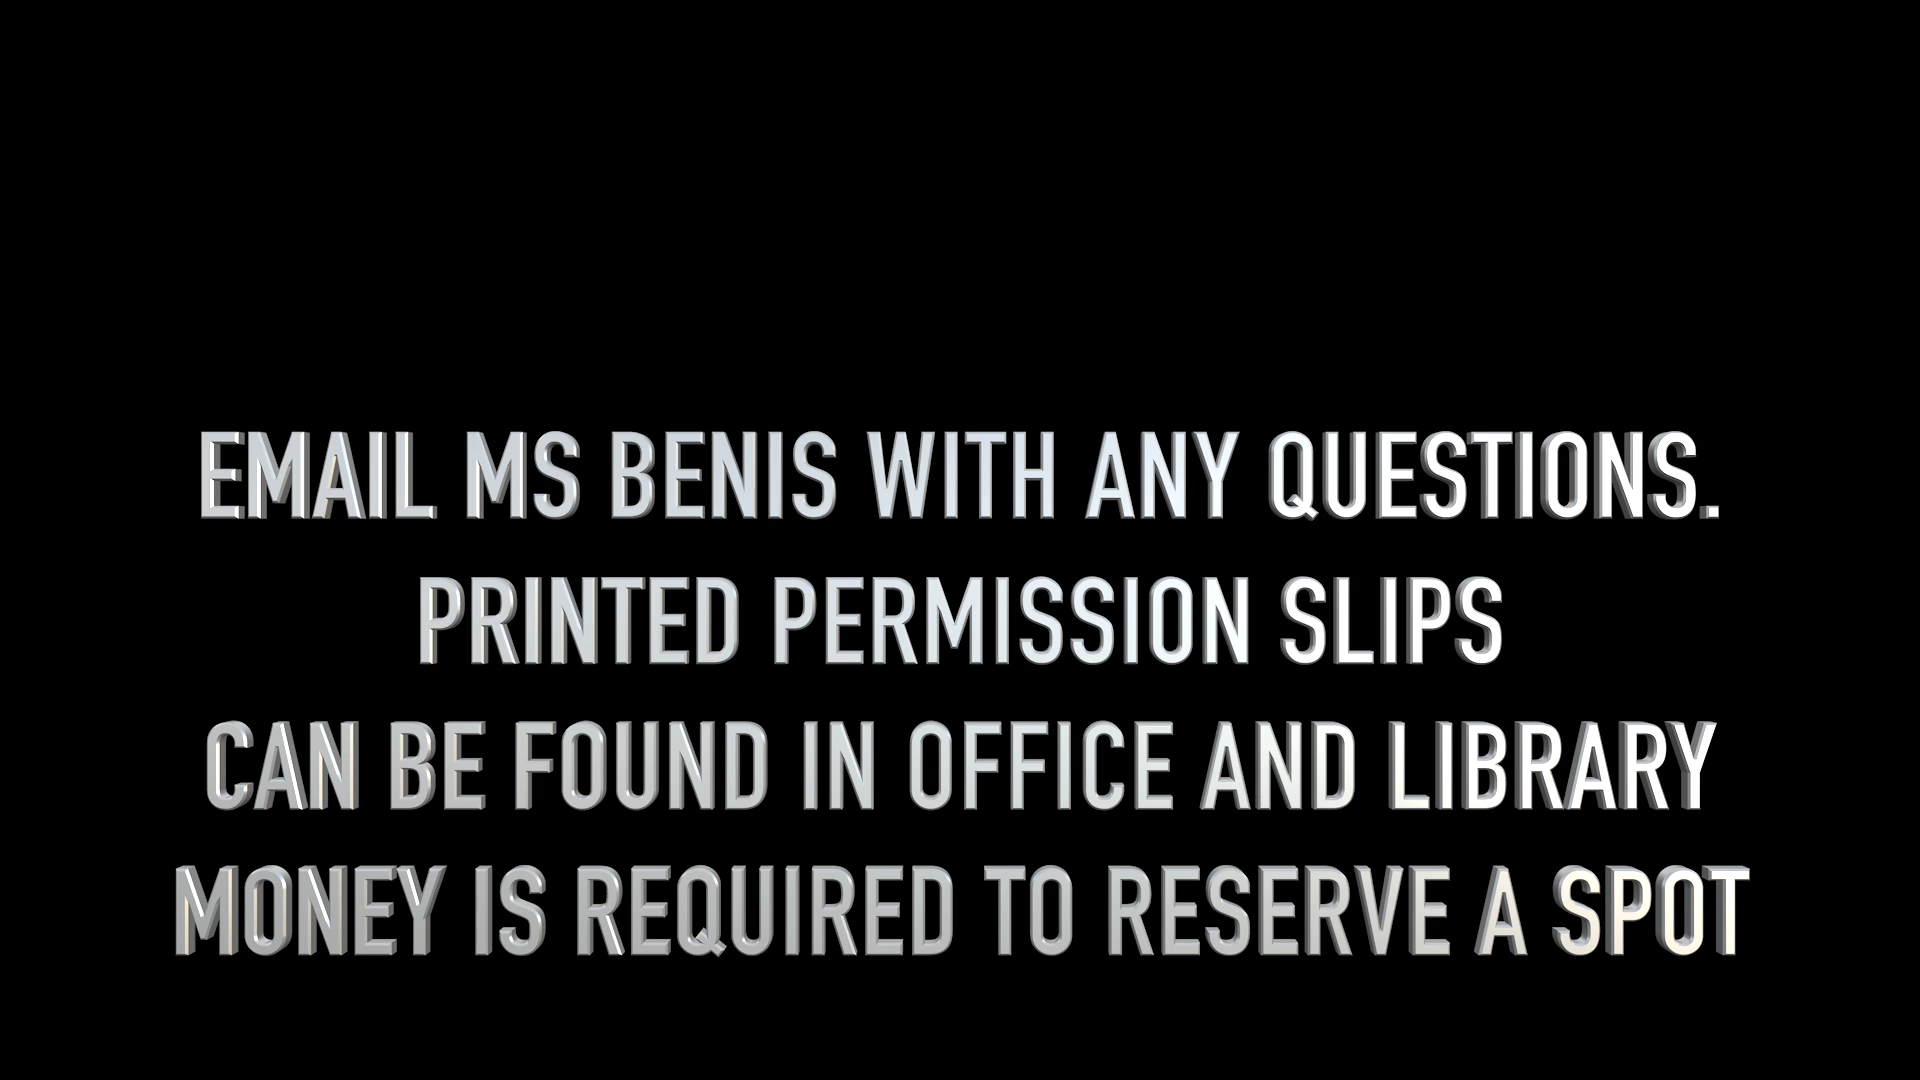 EMAIL MS BENIS WITH ANY QUESTIONS.
PRINTED PERMISSION SLIPS
CAN BE FOUND IN OFFICE AND LIBRARY
MONEY IS REQUIRED TO RESERVE A SPOT